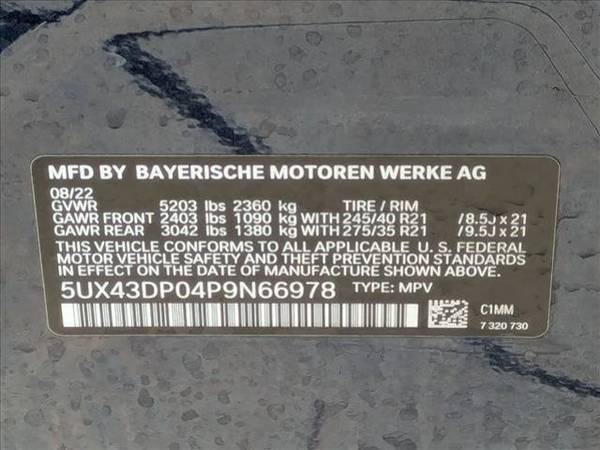 MFD BY BAYERISCHE MOTOREN WERKE AG
08/22
GVWR 5203 lbs 2360 kg TIRE / RIM
GAWR FRONT 2403 lbs 1090 kg WITH 245/40 R21 /8.5J x 21
GAWR REAR 3042 lbs 1380 kg WITH 275/35 R21 /9.5J x 21
THIS VEHICLE CONFORMS TO ALL APPLICABLE U. S. FEDERAL
MOTOR VEHICLE SAFETY AND THEFT PREVENTION STANDARDS
IN EFFECT ON THE DATE OF MANUFACTURE SHOWN ABOVE.
5UX43DP04P9N66978 TYPE: MPV
C1MM
7 320 730